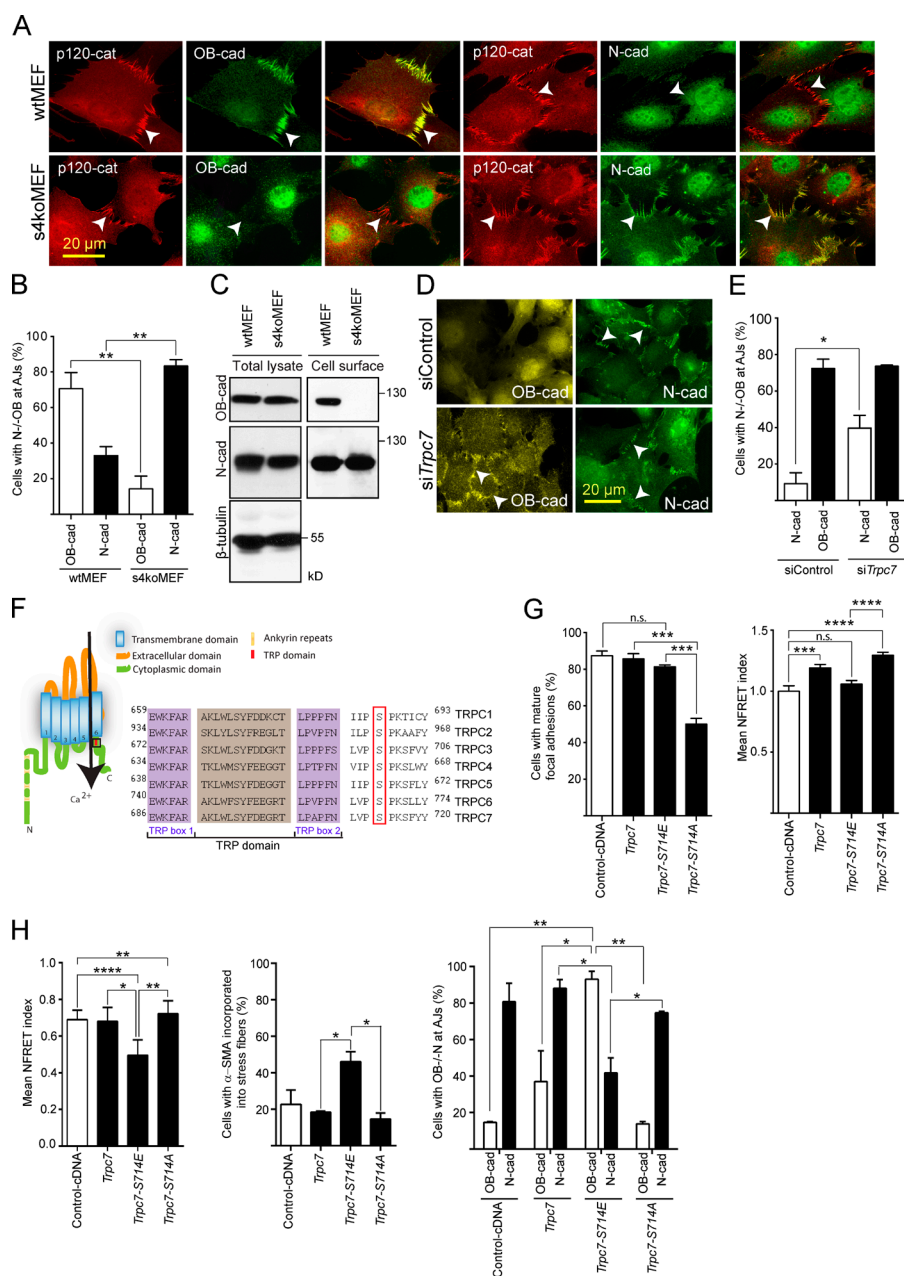 A
wtMEF
p120-cat
OB-cad
p120-cat
N-cad
s4koMEF
p120-cat
OB-cad
p120-cat
N-cad
20 µm
B
Cells with N-/-OB at AJs (%)
80
60
40
20
**
**
OB-cad
N-cad
OB-cad
N-cad
wtMEF
s4koMEF
C
wtMEF
s4koMEF
wtMEF
s4koMEF
Total lysate
Cell surface
OB-cad
130
N-cad
130
β-tubulin
55
kD
D
siControl
OB-cad
N-cad
siTrpc7
OB-cad
20 µm
N-cad
E
Cells with N-/-OB at AJs (%)
100
80
60
40
20
*
N-cad
OB-cad
N-cad
OB-cad
siControl
siTrpc7
F
Transmembrane domain
Extracellular domain
Cytoplasmic domain
Ankyrin repeats
TRP domain
1 2 3 4 5 6
N
C
Ca2+
659 EWKFAR AKLWLSYFDDKCT LPPPFN IIP S PKTICY 693 TRPC1
934 EWKFAR SKLYLSYFREGLT LPVPFN ILP S PKAAFY 968 TRPC2
672 EWKFAR SKLWLSYFDDGKT LPPPFS LVP S PKSFVY 706 TRPC3
634 EWKFAR TKLWMSYFEEGGT LPTPFN VIP S PKSLWY 668 TRPC4
638 EWKFAR TKLWMSYFDEGGT LPPPFN IIP S PKSFLY 672 TRPC5
740 EWKFAR AKLWFSYFEEGRT LPVPFN LVP S PKSLLY 774 TRPC6
686 EWKFAR AKLWLSYFDEGRT LPAPFN LVP S PKSFYY 720 TRPC7
TRP box 1
TRP box 2
TRP domain
G
Cells with mature
focal adhesions (%)
100
80
60
40
20
n.s.
***
***
Control-cDNA
Trpc7
Trpc7-S714E
Trpc7-S714A
Mean NFRET index
1.5
1.0
0.5
****
****
n.s.
***
Control-cDNA
Trpc7
Trpc7-S714E
Trpc7-S714A
H
Mean NFRET index
1.0
0.8
0.6
0.4
0.2
0.0
**
****
*
**
Control-cDNA
Trpc7
Trpc7-S714E
Trpc7-S714A
Cells with α–SMA incorporated
into stress fibers (%)
100
80
60
40
20
*
*
Control-cDNA
Trpc7
Trpc7-S714E
Trpc7-S714A
Cells with OB-/-N at AJs (%)
100
80
60
40
20
**
*
**
*
*
OB-cad
N-cad
OB-cad
N-cad
OB-cad
N-cad
OB-cad
N-cad
Control-cDNA
Trpc7
Trpc7-S714E
Trpc7-S714A